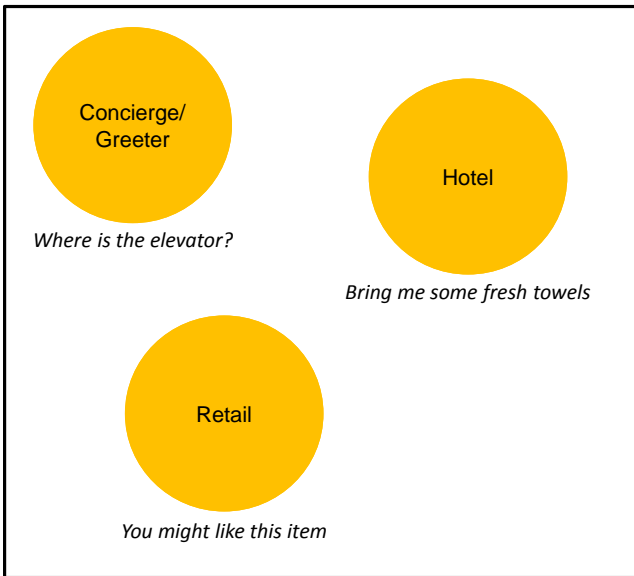 Concierge/
Greeter
Where is the elevator?
Hotel
Bring me some fresh towels
Retail
You might like this item